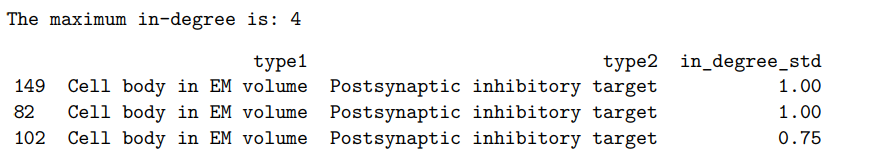 The maximum in-degree is: 4
type1 type2 in_degree_std
149 Cell body in EM volume Postsynaptic inhibitory target 1.00
82 Cell body in EM volume Postsynaptic inhibitory target 1.00
102 Cell body in EM volume Postsynaptic inhibitory target 0.75